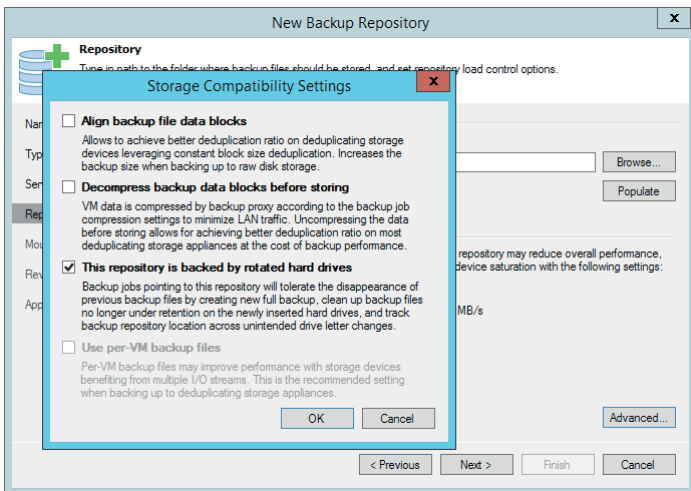 New Backup Repository
x
Repository
Type in path to the folder where backup files should be stored, and set repository load control options.
Storage Compatibility Settings
x
Align backup file data blocks
Allows to achieve better deduplication ratio on deduplicating storage
devices leveraging constant block size deduplication. Increases the
backup size when backing up to raw disk storage.
Decompress backup data blocks before storing
VM data is compressed by backup proxy according to the backup job
compression settings to minimize LAN traffic. Uncompressing the data
before storing allows for achieving better deduplication ratio on most
deduplicating storage appliances at the cost of backup performance.
This repository is backed by rotated hard drives
Backup jobs pointing to this repository will tolerate the disappearance of
previous backup files by creating new full backup, clean up backup files
no longer under retention on the newly inserted hard drives, and track
backup repository location across unintended drive letter changes.
Use per-VM backup files
Per-VM backup files may improve performance with storage devices
benefiting from multiple I/O streams. This is the recommended setting
when backing up to deduplicating storage appliances.
OK Cancel
Nar
Typ
Ser
Rep
Mou
Rev
App
Browse...
Populate
repository may reduce overall performance,
device saturation with the following settings:
MB/s
Advanced...
< Previous Next > Finish Cancel